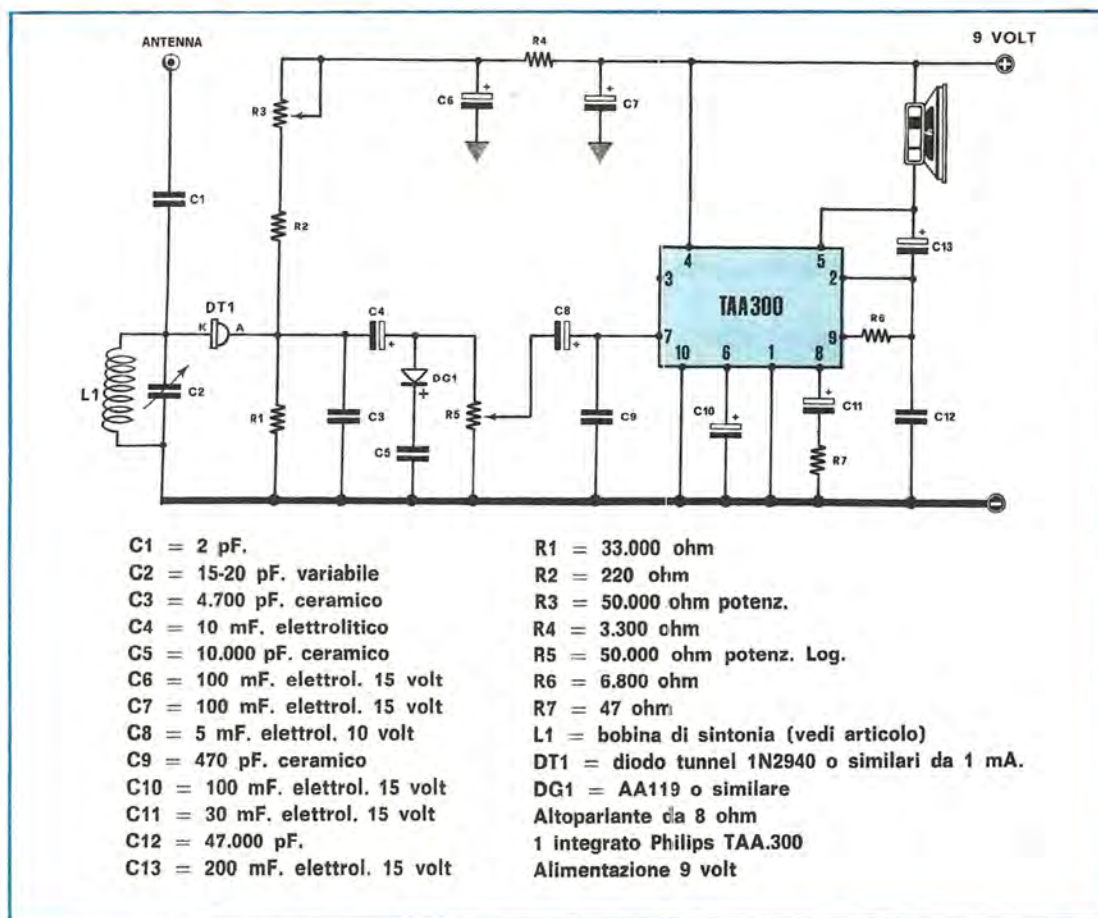 ANTENNA
9 VOLT
R4
R3
C6
+
C7
+
C1
R2
DT1
K
A
C4
+
C8
+
DG1
+
L1
C2
R1
C3
C5
R5
C9
TAA300
3
4
5
2
7
9
10
6
1
8
C13
+
R6
C10
+
C11
+
R7
C12
C1 = 2 pF.
C2 = 15-20 pF. variabile
C3 = 4.700 pF. ceramico
C4 = 10 mF. elettrolitico
C5 = 10.000 pF. ceramico
C6 = 100 mF. elettrol. 15 volt
C7 = 100 mF. elettrol. 15 volt
C8 = 5 mF. elettrol. 10 volt
C9 = 470 pF. ceramico
C10 = 100 mF. elettrol. 15 volt
C11 = 30 mF. elettrol. 15 volt
C12 = 47.000 pF.
C13 = 200 mF. elettrol. 15 volt
R1 = 33.000 ohm
R2 = 220 ohm
R3 = 50.000 ohm potenz.
R4 = 3.300 ohm
R5 = 50.000 ohm potenz. Log.
R6 = 6.800 ohm
R7 = 47 ohm
L1 = bobina di sintonia (vedi articolo)
DT1 = diodo tunnel 1N2940 o similari da 1 mA.
DG1 = AA119 o similare
Altoparlante da 8 ohm
1 integrato Philips TAA.300
Alimentazione 9 volt